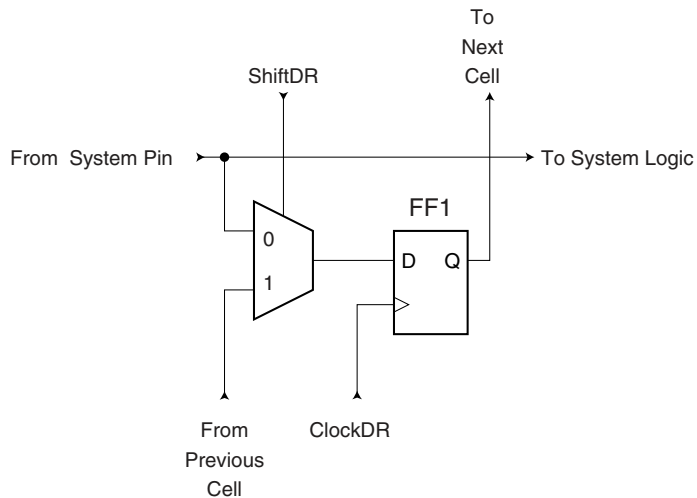 To
Next
Cell
ShiftDR
From System Pin
To System Logic
FF1
0
D Q
1
From
Previous
Cell
ClockDR